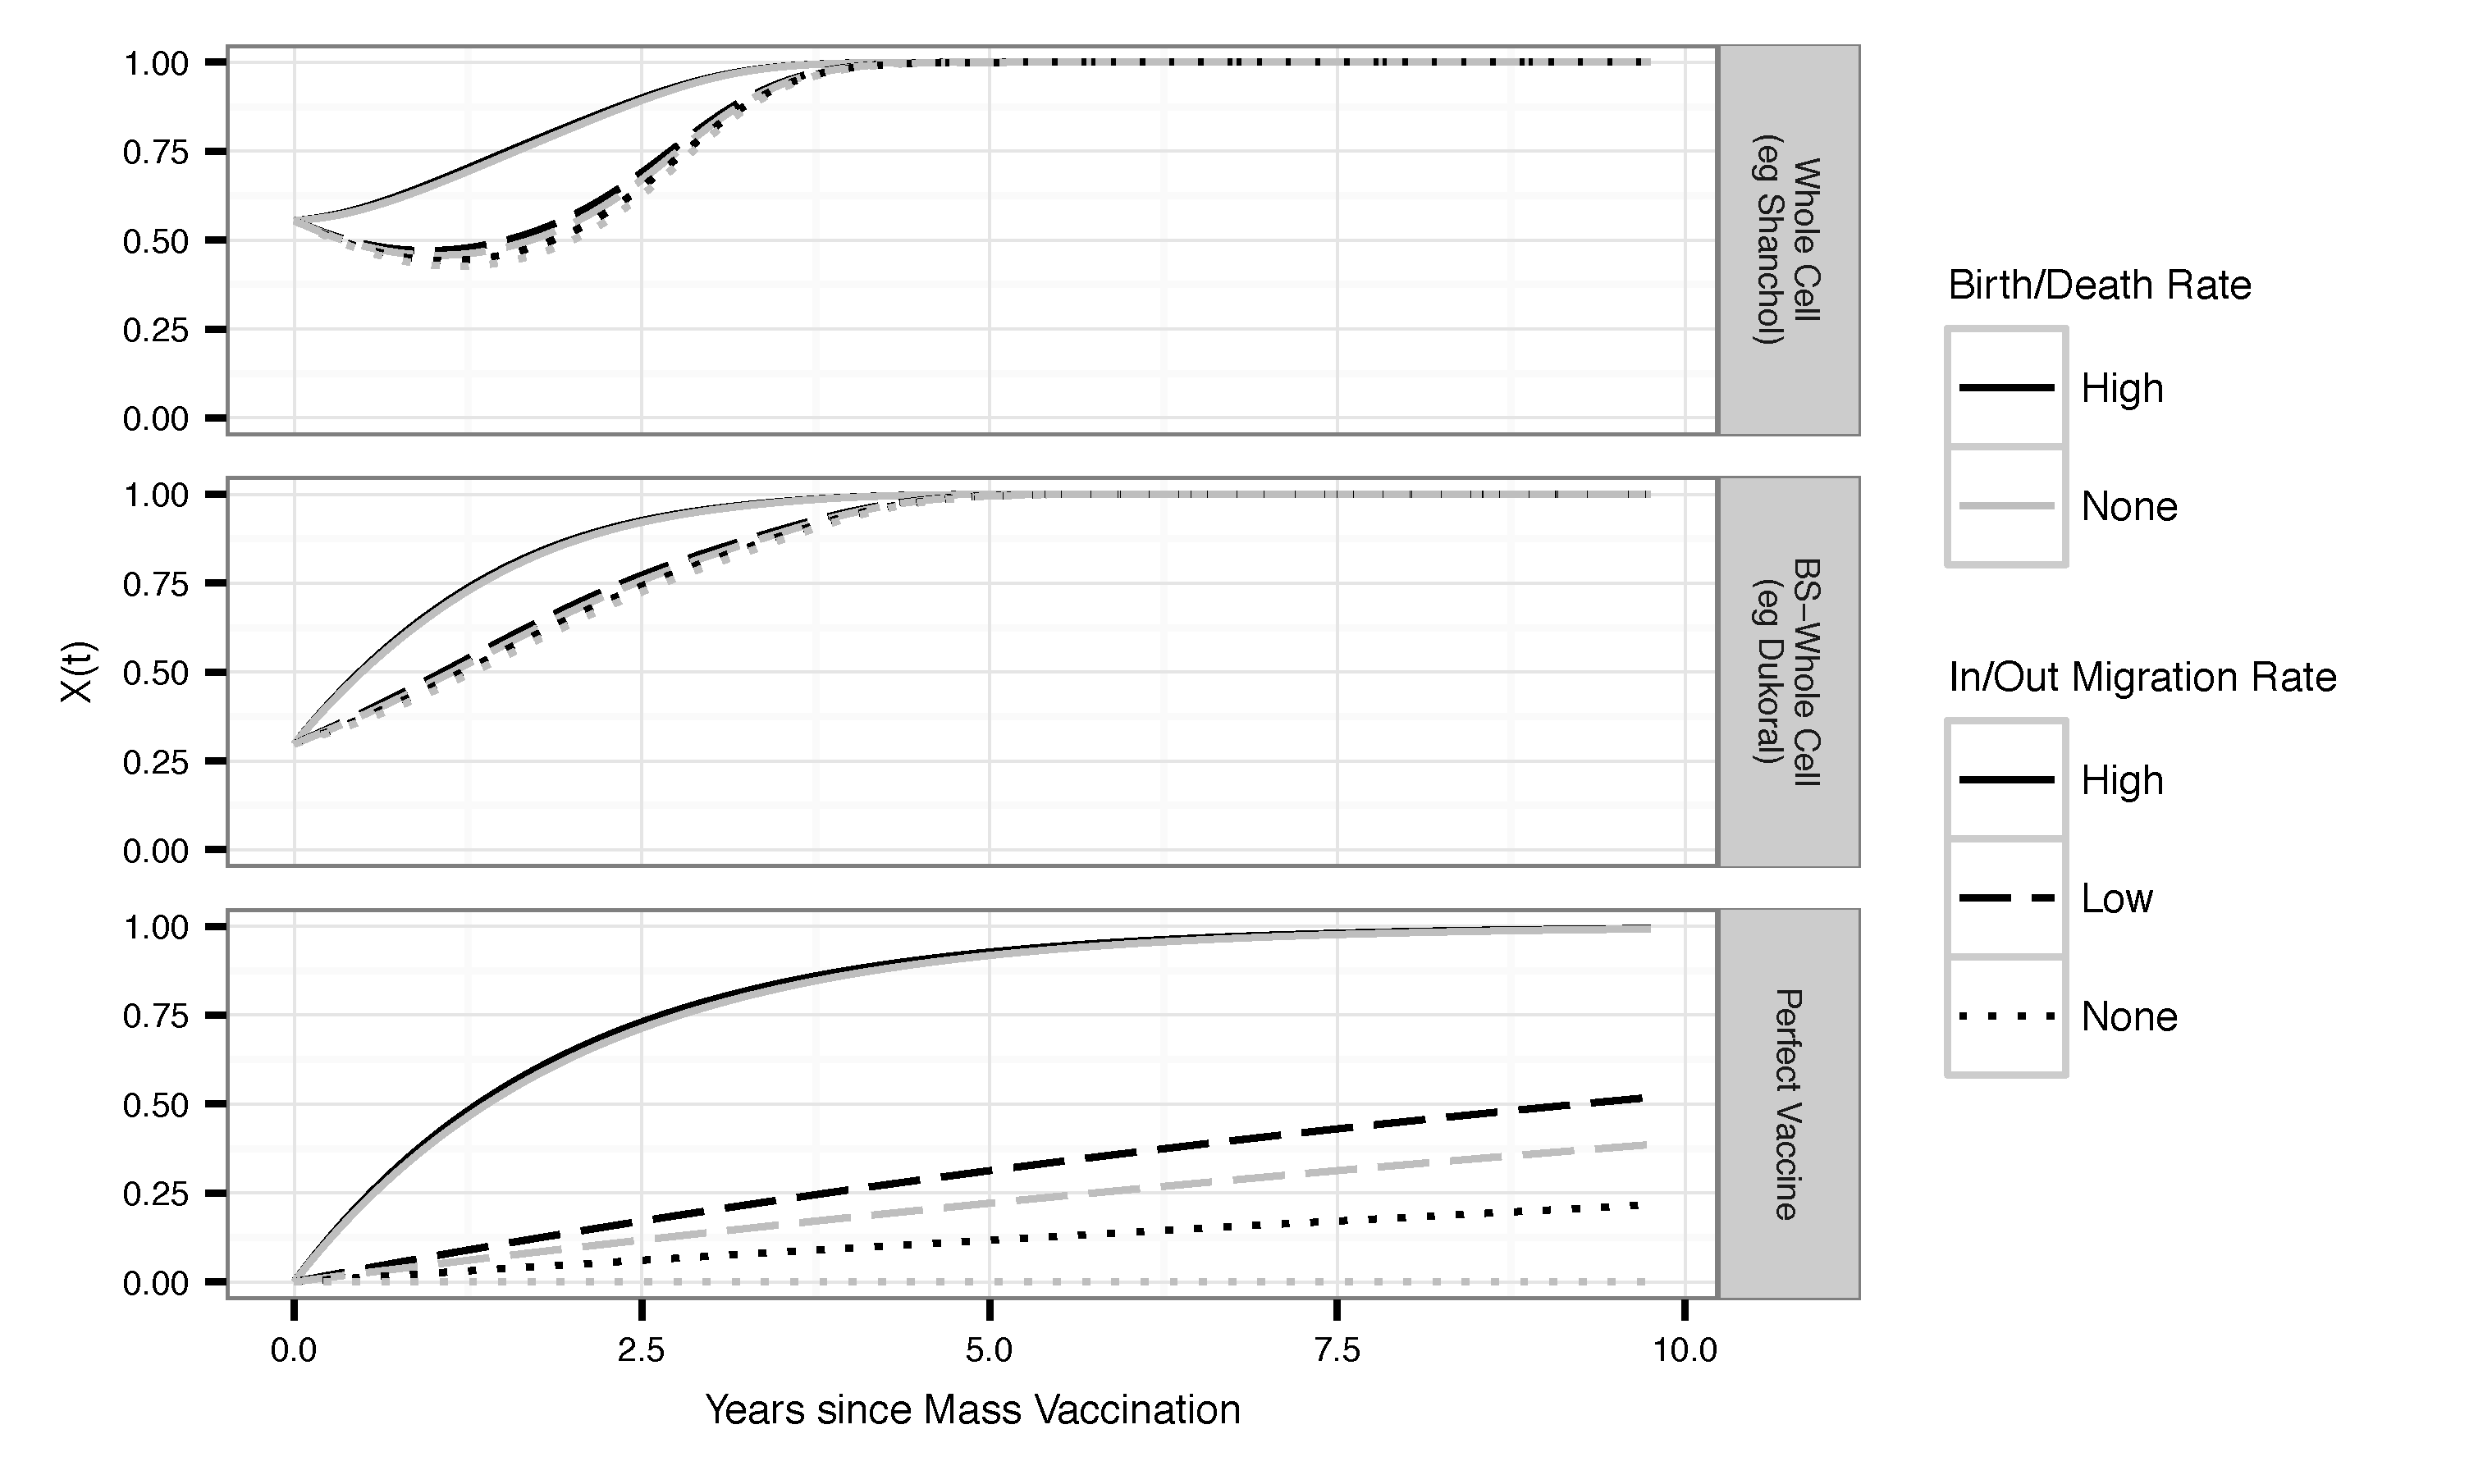 1.00
0.75
0.50
0.25
0.00
Whole Cell
(eg Shanchol)
1.00
0.75
0.50
0.25
0.00
BS−Whole Cell
(eg Dukoral)
1.00
0.75
0.50
0.25
0.00
Perfect Vaccine
X(t)
0.0 2.5 5.0 7.5 10.0
Years since Mass Vaccination
Birth/Death Rate
High
None
In/Out Migration Rate
High
Low
None